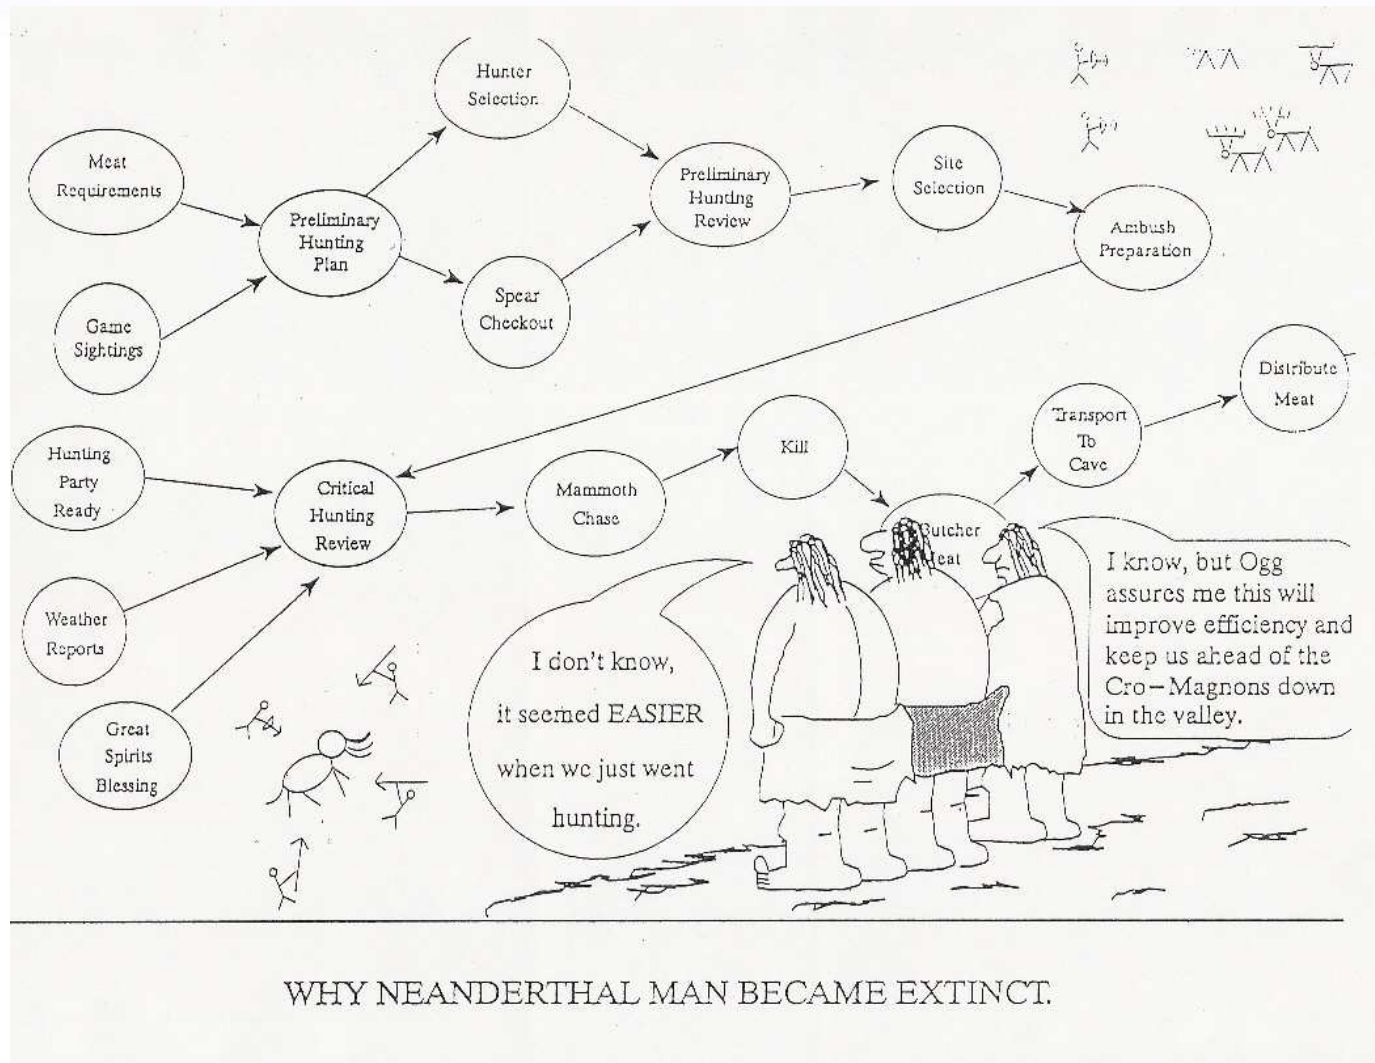 Hunter
Selection
Meat
Requirements
Preliminary
Hunting
Plan
Game
Sightings
Spear
Checkout
Preliminary
Hunting
Review
Site
Selection
Ambush
Preparation
Hunting
Party
Ready
Weather
Reports
Great
Spirits
Blessing
Critical
Hunting
Review
Mammoth
Chase
Kill
Butcher
eat
Transport
To
Cave
Distribute
Meat
I don't know,
it seemed EASIER
when we just went
hunting.
I know, but Ogg
assures me this will
improve efficiency and
keep us ahead of the
Cro-Magnons down
in the valley.
WHY NEANDERTHAL MAN BECAME EXTINCT.